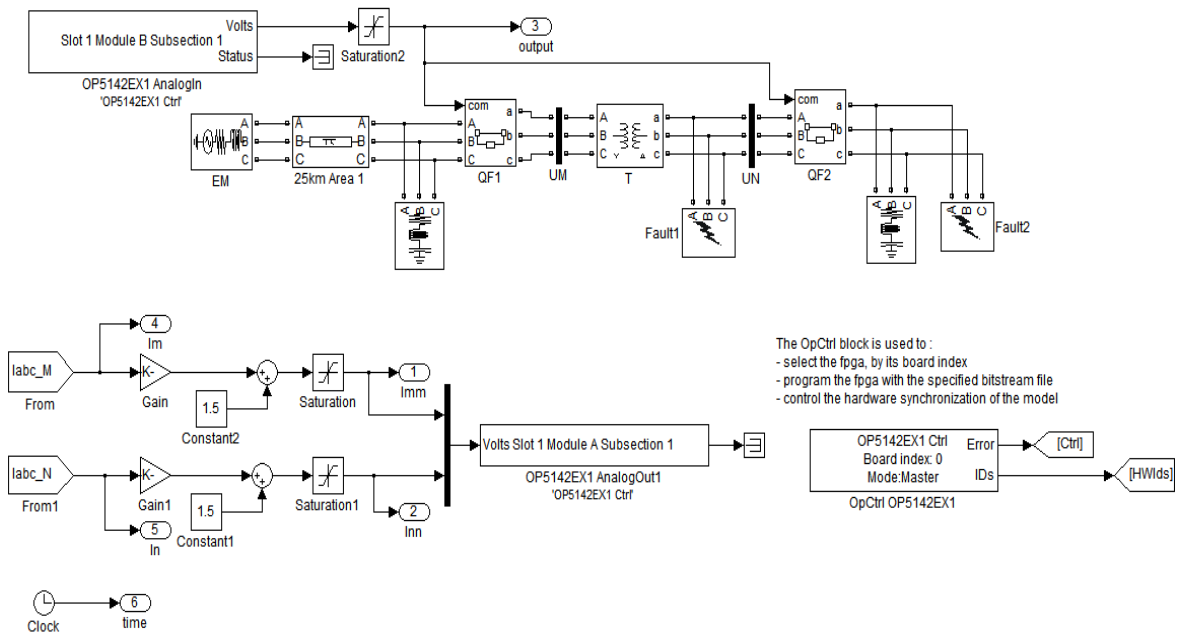 Slot 1 Module B Subsection 1
Volts
Status
OP5142EX1 AnalogIn
'OP5142EX1 Ctrl'
Saturation2
3
output
EM
A
B
C
A
B
C
A
B
C
25km Area 1
A
B
C
com
A
B
C
a
b
c
QF1
UM
A
B
C
a
b
c
Y
Δ
T
Fault1
A
B
C
UN
com
A
B
C
a
b
c
QF2
A
B
C
A
B
C
Fault2
Iabc_M
From
4
Im
K-
Gain
1.5
Constant2
Saturation
1
Imm
Iabc_N
From1
5
In
K-
Gain1
1.5
Constant1
Saturation1
2
Inn
Volts Slot 1 Module A Subsection 1
OP5142EX1 AnalogOut1
'OP5142EX1 Ctrl'
The OpCtrl block is used to :
- select the fpga, by its board index
- program the fpga with the specified bitstream file
- control the hardware synchronization of the model
OP5142EX1 Ctrl
Board index: 0
Mode:Master
Error
IDs
OpCtrl OP5142EX1
[Ctrl]
[HWIds]
Clock
6
time